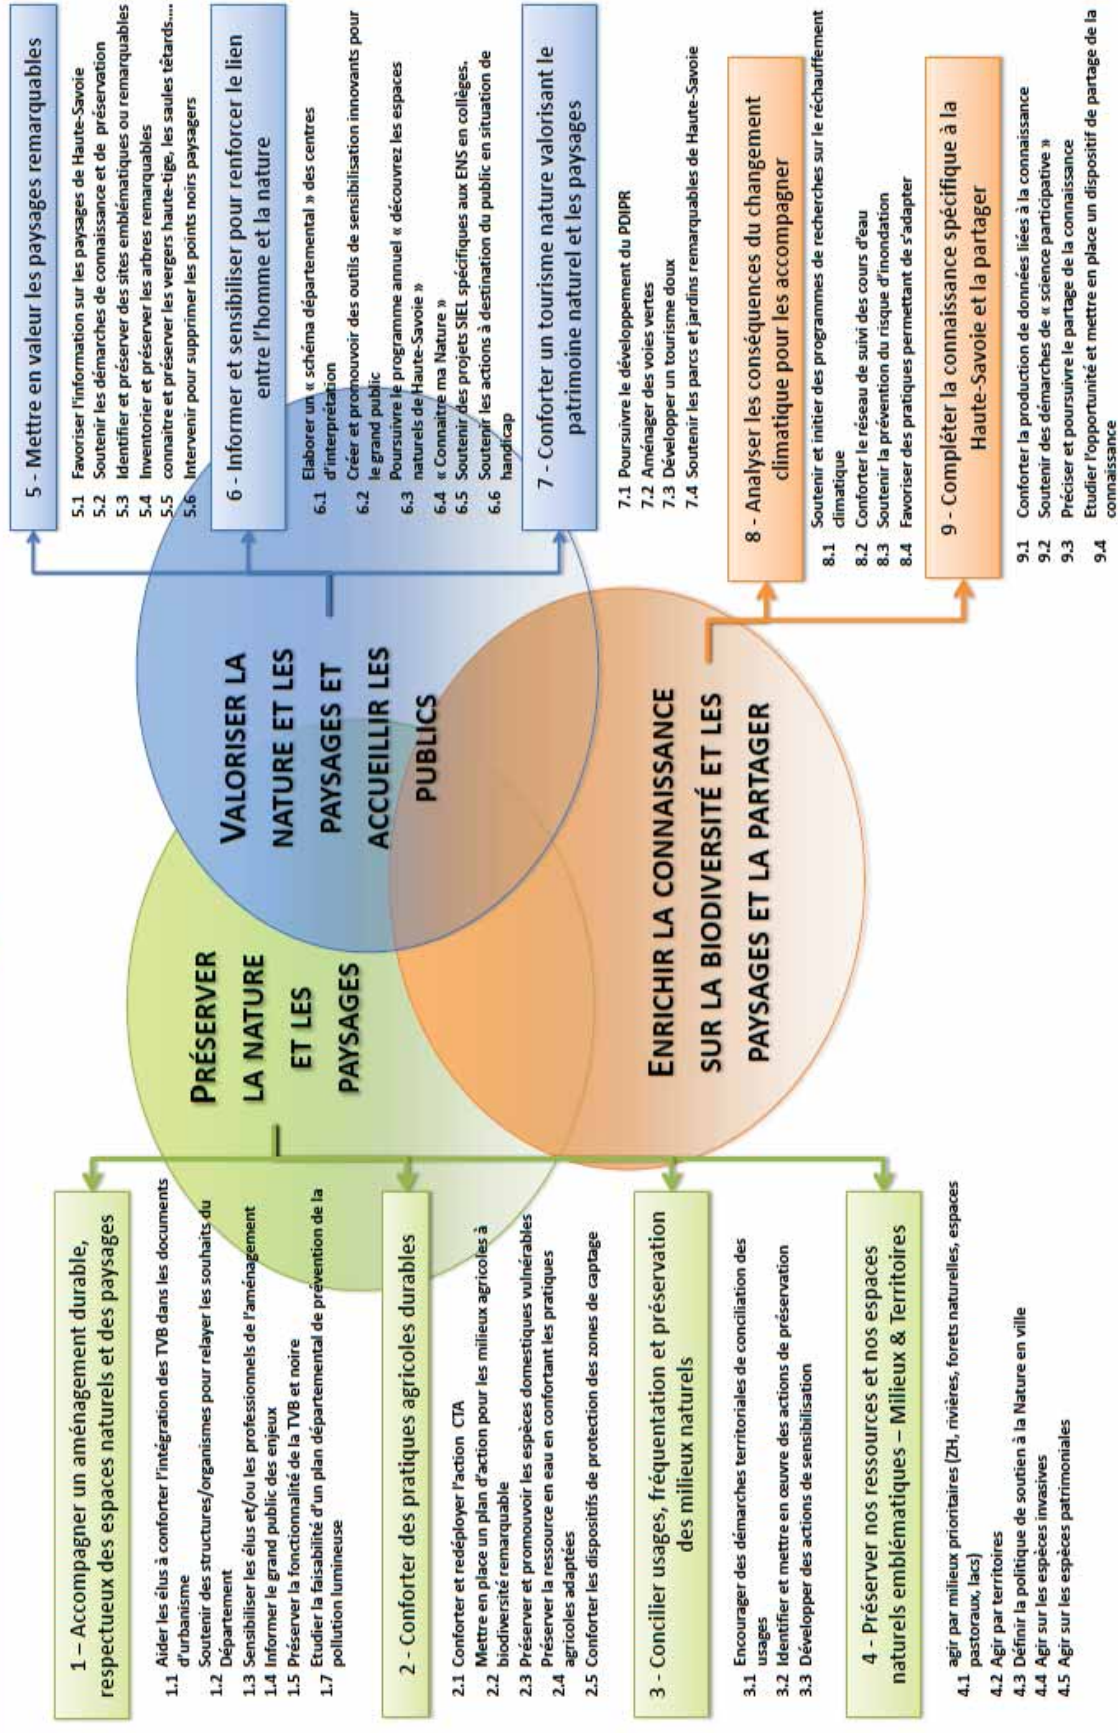 1 – Accompagner un aménagement durable,
respectueux des espaces naturels et des paysages
1.1 Aider les élus à conforter l'intégration des TVB dans les documents
d'urbanisme
1.2 Soutenir des structures/organismes pour relayer les souhaits du
Département
1.3 Sensibiliser les élus et/ou les professionnels de l'aménagement
1.4 Informer le grand public des enjeux
1.5 Préserver la fonctionnalité de la TVB et noire
1.7 Etudier la faisabilité d'un plan départemental de prévention de la
pollution lumineuse
2 - Conforter des pratiques agricoles durables
2.1 Conforter et redéployer l'action CTA
2.2 Mettre en place un plan d'action pour les milieux agricoles à
biodiversité remarquable
2.3 Préserver et promouvoir les espèces domestiques vulnérables
2.4 Préserver la ressource en eau en confortant les pratiques
agricoles adaptées
2.5 Conforter les dispositifs de protection des zones de captage
3 - Concilier usages, fréquentation et préservation
des milieux naturels
3.1 Encourager des démarches territoriales de conciliation des
usages
3.2 Identifier et mettre en œuvre des actions de préservation
3.3 Développer des actions de sensibilisation
4 - Préserver nos ressources et nos espaces
naturels emblématiques – Milieux & Territoires
4.1 agir par milieux prioritaires (ZH, rivières, forets naturelles, espaces
pastoraux, lacs)
4.2 Agir par territoires
4.3 Définir la politique de soutien à la Nature en ville
4.4 Agir sur les espèces invasives
4.5 Agir sur les espèces patrimoniales
PRÉSERVER
LA NATURE
ET LES
PAYSAGES
VALORISER LA
NATURE ET LES
PAYSAGES ET
ACCUEILLIR LES
PUBLICS
ENRICHIR LA CONNAISSANCE
SUR LA BIODIVERSITÉ ET LES
PAYSAGES ET LA PARTAGER
5 - Mettre en valeur les paysages remarquables
5.1 Favoriser l'information sur les paysages de Haute-Savoie
5.2 Soutenir les démarches de connaissance et de préservation
5.3 Identifier et préserver des sites emblématiques ou remarquables
5.4 Inventorier et préserver les arbres remarquables
5.5 connaitre et préserver les vergers haute-tige, les saules têtards....
5.6 Intervenir pour supprimer les points noirs paysagers
6 - Informer et sensibiliser pour renforcer le lien
entre l'homme et la nature
6.1 Elaborer un « schéma départemental » des centres
d'interprétation
6.2 Créer et promouvoir des outils de sensibilisation innovants pour
le grand public
6.3 Poursuivre le programme annuel « découvrez les espaces
naturels de Haute-Savoie »
6.4 « Connaitre ma Nature »
6.5 Soutenir des projets SIEL spécifiques aux ENS en collèges.
6.6 Soutenir les actions à destination du public en situation de
handicap
7 - Conforter un tourisme nature valorisant le
patrimoine naturel et les paysages
7.1 Poursuivre le développement du PDIPR
7.2 Aménager des voies vertes
7.3 Développer un tourisme doux
7.4 Soutenir les parcs et jardins remarquables de Haute-Savoie
8 - Analyser les conséquences du changement
climatique pour les accompagner
8.1 Soutenir et initier des programmes de recherches sur le réchauffement
climatique
8.2 Conforter le réseau de suivi des cours d'eau
8.3 Soutenir la prévention du risque d'inondation
8.4 Favoriser des pratiques permettant de s'adapter
9 - Compléter la connaissance spécifique à la
Haute-Savoie et la partager
9.1 Conforter la production de données liées à la connaissance
9.2 Soutenir des démarches de « science participative »
9.3 Préciser et poursuivre le partage de la connaissance
9.4 Etudier l'opportunité et mettre en place un dispositif de partage de la
connaissance